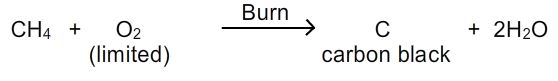 Burn
CH₄ + O₂ ⟶ C + 2H₂O
(limited) carbon black